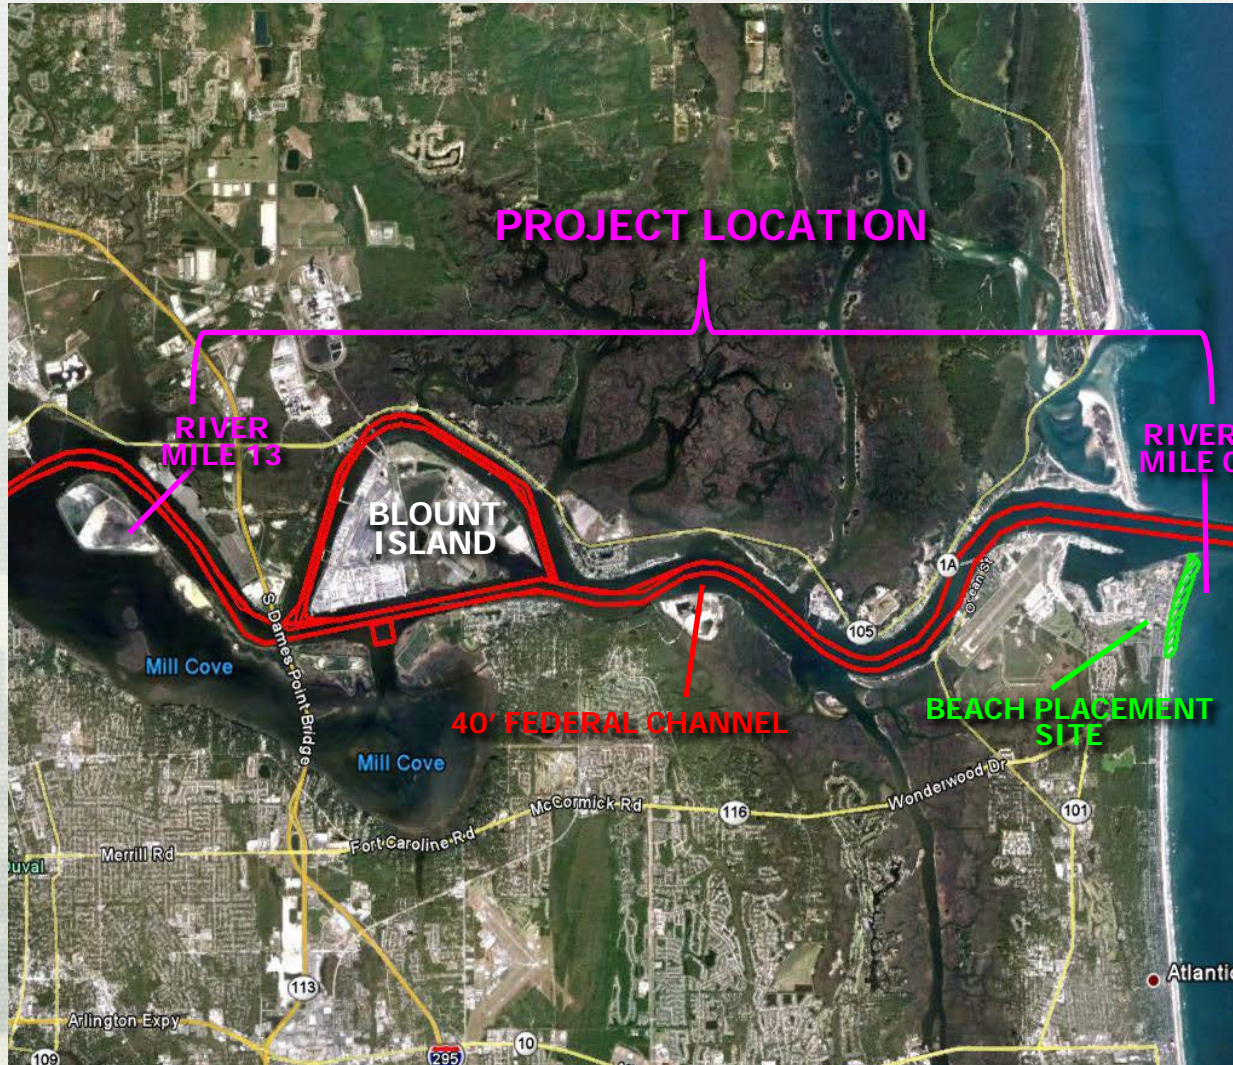 PROJECT LOCATION
RIVER
MILE 13
RIVER
MILE 0
BLOUNT
ISLAND
1A
Ocean St
105
S Dames Point Bridge
Mill Cove
40' FEDERAL CHANNEL
BEACH PLACEMENT
SITE
Mill Cove
Wonderwood Dr
McCormick Rd
116
101
Fort Caroline Rd
Merrill Rd
uval
Atlantic
113
Arlington Expy
10
109
295